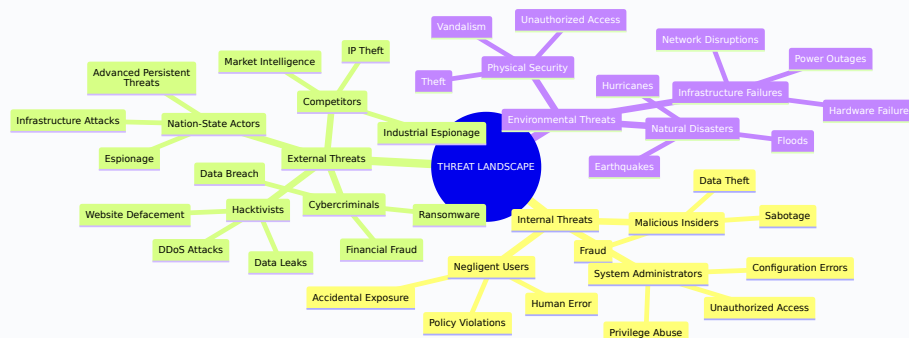 THREAT LANDSCAPE
External Threats
Nation-State Actors
Advanced Persistent
Threats
Infrastructure Attacks
Espionage
Competitors
Market Intelligence
IP Theft
Industrial Espionage
Hacktivists
Website Defacement
DDoS Attacks
Data Leaks
Cybercriminals
Data Breach
Ransomware
Financial Fraud
Environmental Threats
Physical Security
Vandalism
Unauthorized Access
Theft
Infrastructure Failures
Network Disruptions
Power Outages
Hardware Failure
Natural Disasters
Hurricanes
Floods
Earthquakes
Internal Threats
Malicious Insiders
Data Theft
Sabotage
Fraud
System Administrators
Configuration Errors
Unauthorized Access
Privilege Abuse
Negligent Users
Accidental Exposure
Policy Violations
Human Error